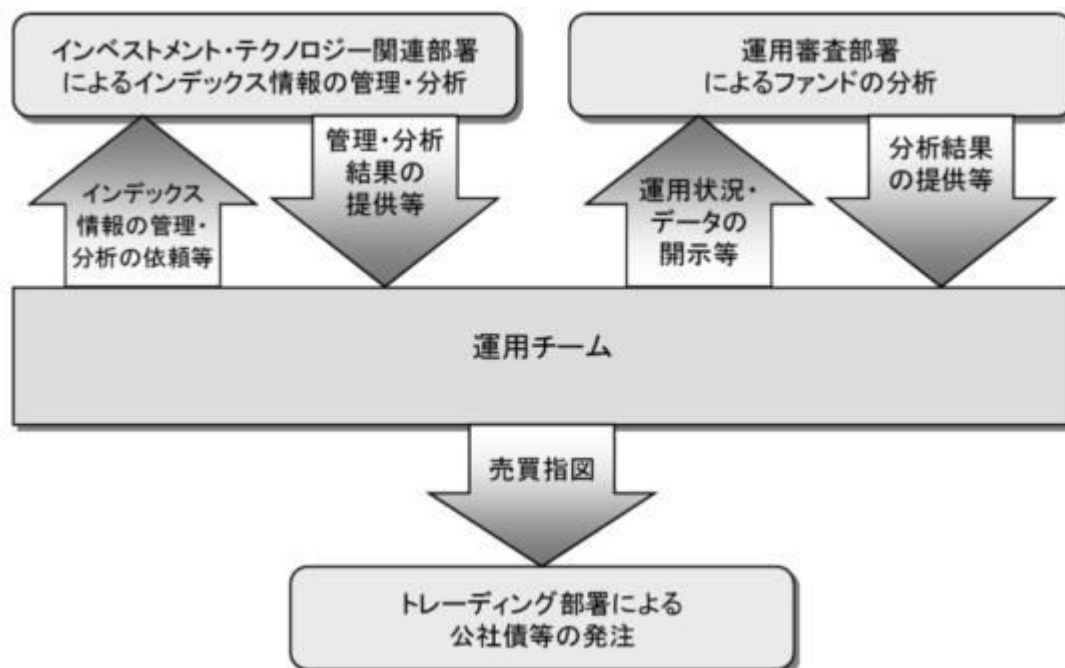 インベストメント・テクノロジー関連部署
によるインデックス情報の管理・分析
運用審査部署
によるファンドの分析
インデックス
情報の管理・
分析の依頼等
管理・分析
結果の
提供等
運用状況・
データの
開示等
分析結果
の提供等
運用チーム
売買指図
トレーディング部署による
公社債等の発注